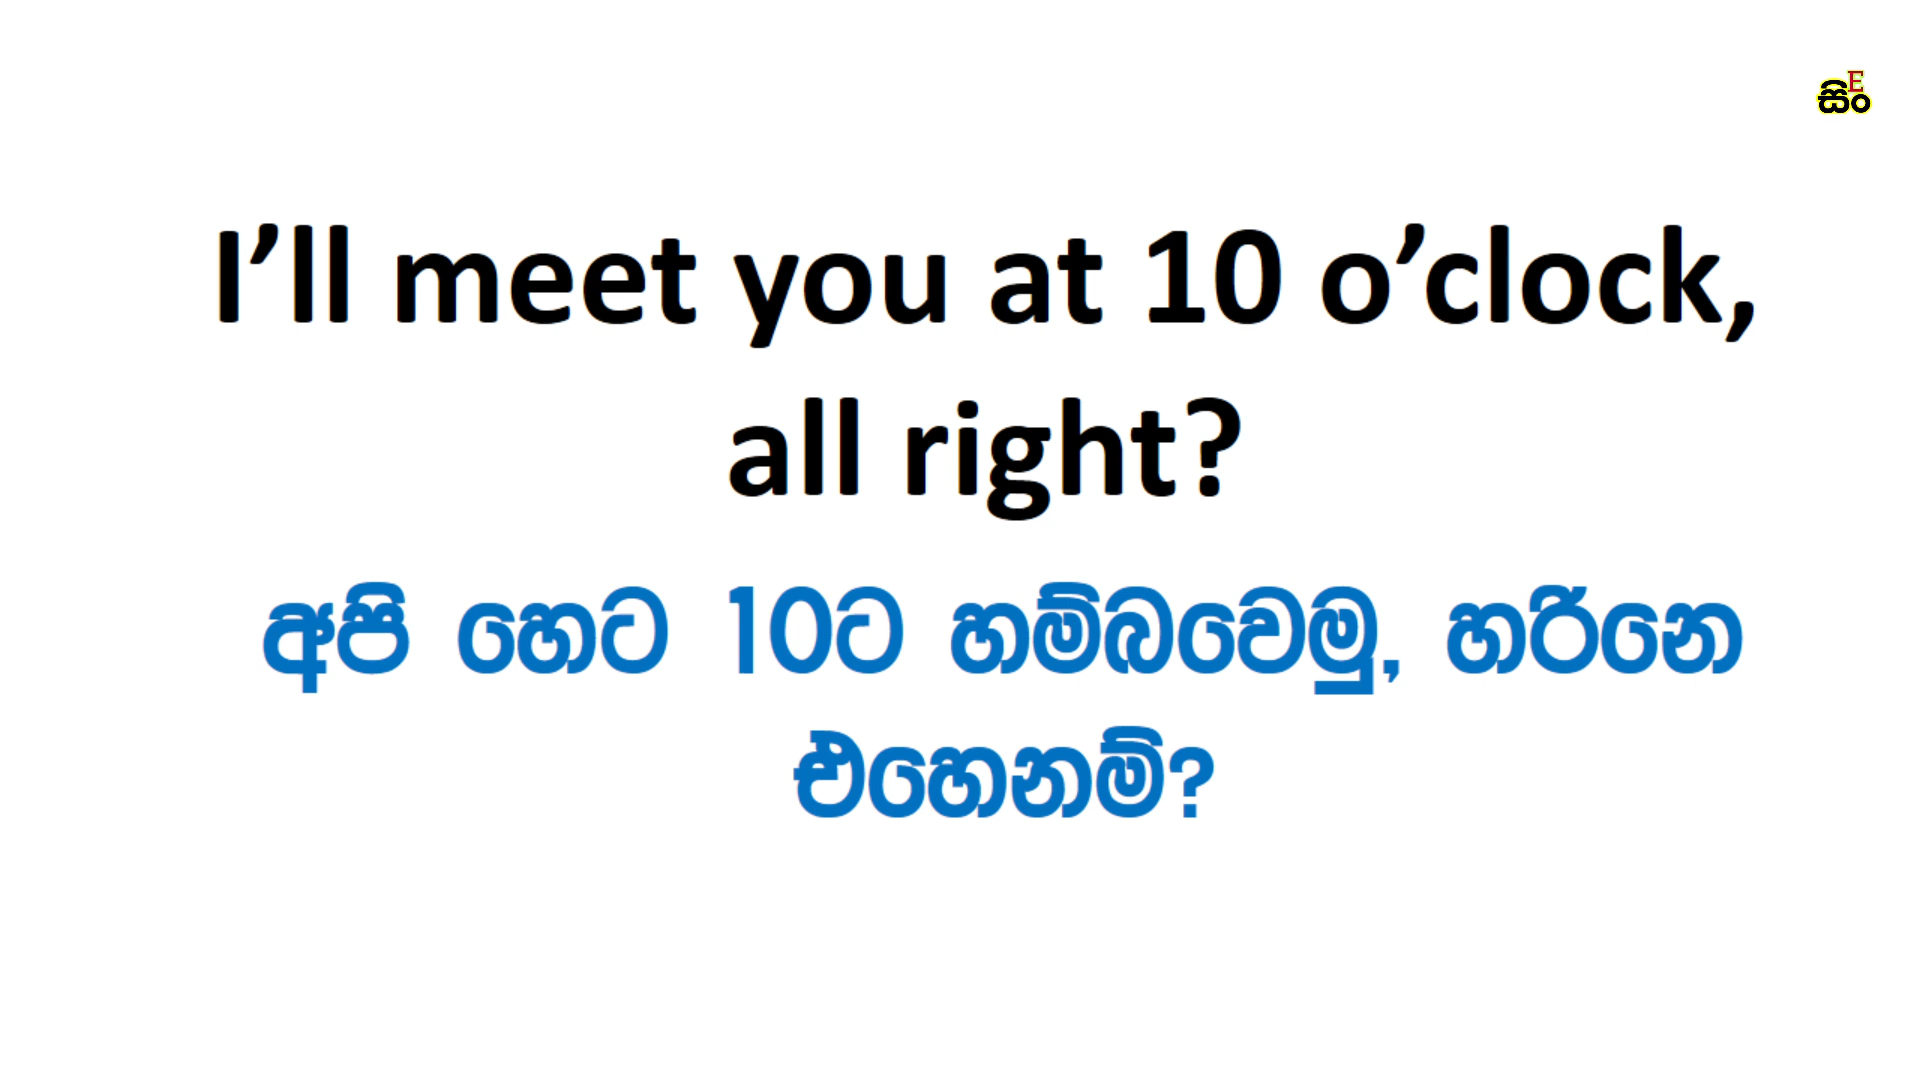 E
සිං
I’ll meet you at 10 o’clock,
all right?
අපි හෙට 10ට හම්බවෙමු, හරිනෙ
එහෙනම්?